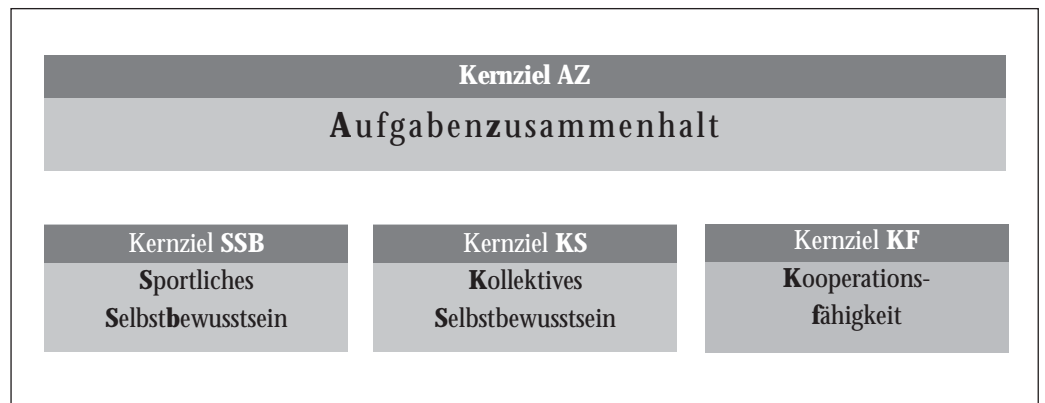 Kernziel AZ
Aufgabenzusammenhalt
Kernziel SSB
Sportliches
Selbstbewusstsein
Kernziel KS
Kollektives
Selbstbewusstsein
Kernziel KF
Kooperations-
fähigkeit